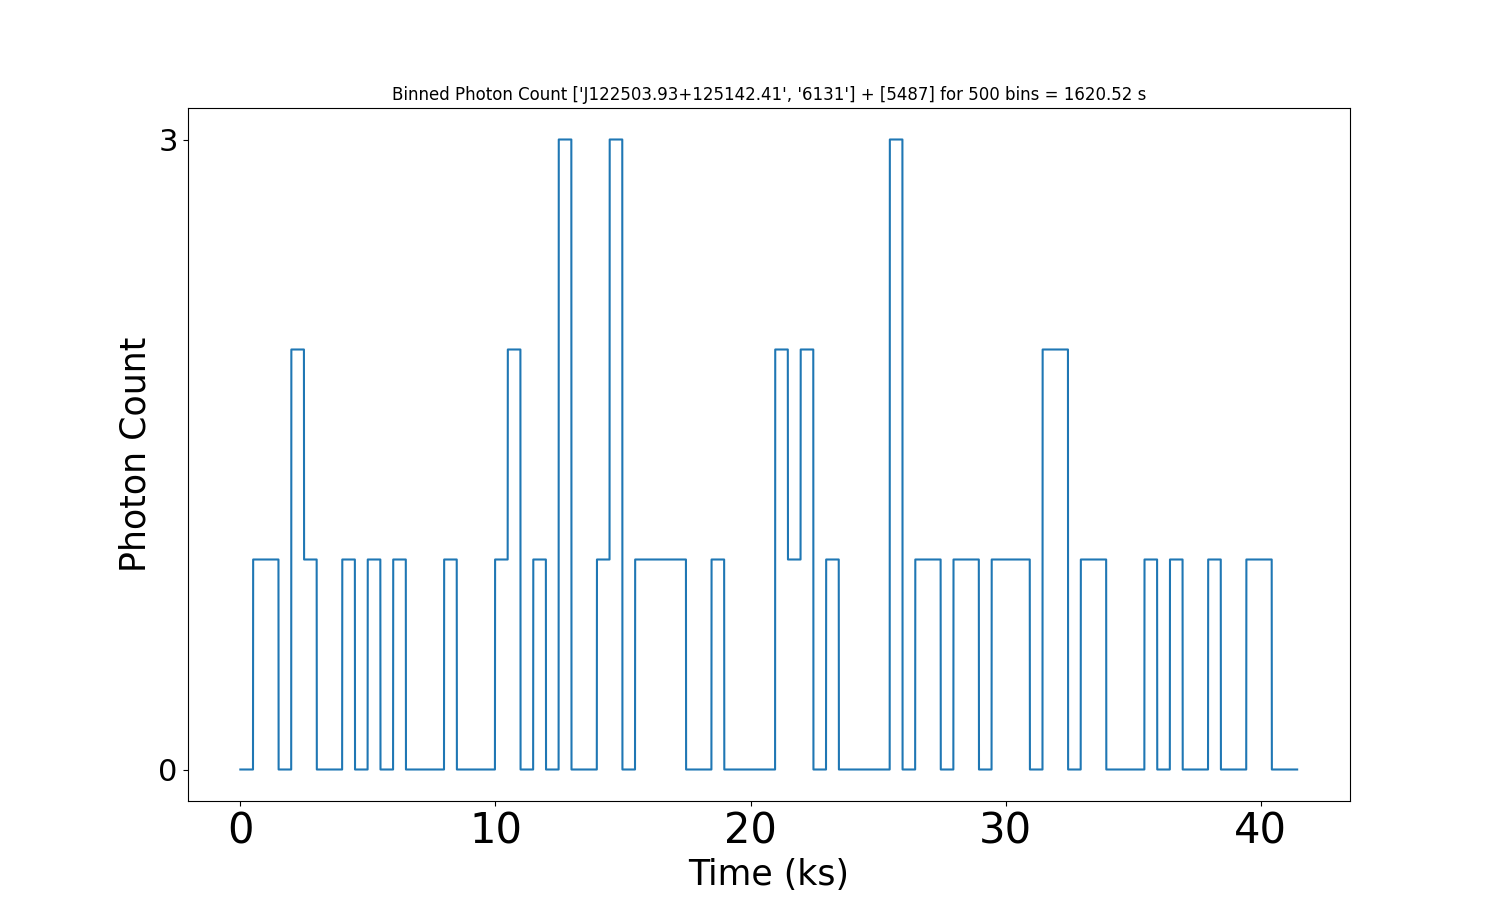 Binned Photon Count ['J122503.93+125142.41', '6131'] + [5487] for 500 bins = 1620.52 s
3
Photon Count
0
0 10 20 30 40
Time (ks)